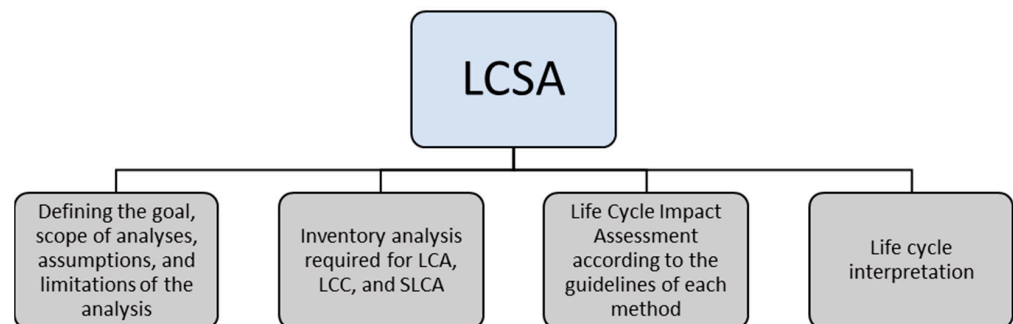 LCSA
Defining the goal,
scope of analyses,
assumptions, and
limitations of the
analysis
Inventory analysis
required for LCA,
LCC, and SLCA
Life Cycle Impact
Assessment
according to the
guidelines of each
method
Life cycle
interpretation